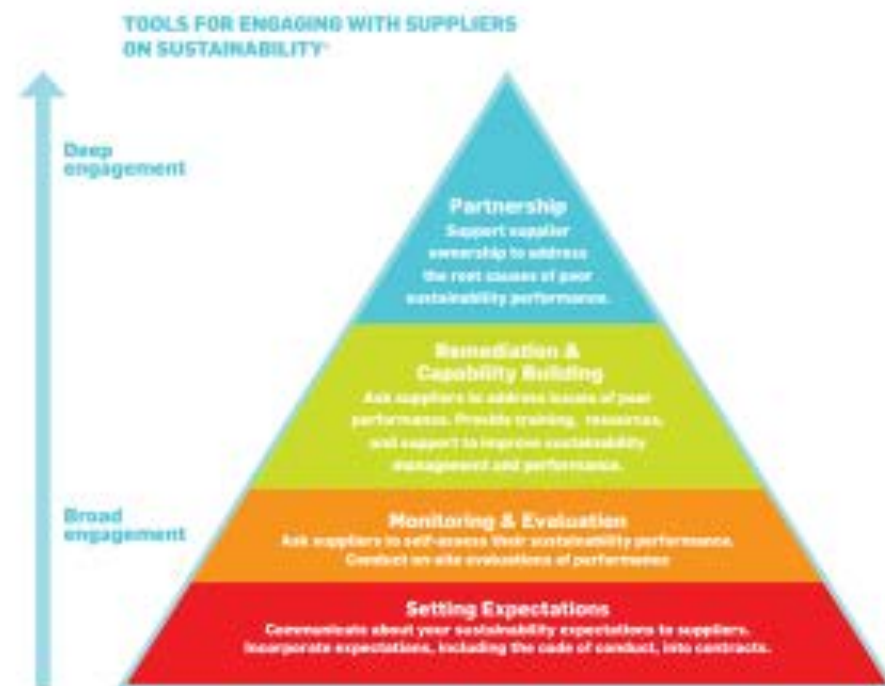 TOOLS FOR ENGAGING WITH SUPPLIERS
ON SUSTAINABILITY
Deep
engagement
Partnership
Support supplier
ownership to address
the root causes of poor
sustainability performance.
Remediation &
Capability Building
Ask suppliers to address issues of poor
performance. Provide training, resources,
and support to improve sustainability
management and performance.
Broad
engagement
Monitoring & Evaluation
Ask suppliers to self-assess their sustainability performance.
Conduct on-site evaluations of performance
Setting Expectations
Communicate about your sustainability expectations to suppliers.
Incorporate expectations, including the code of conduct, into contracts.